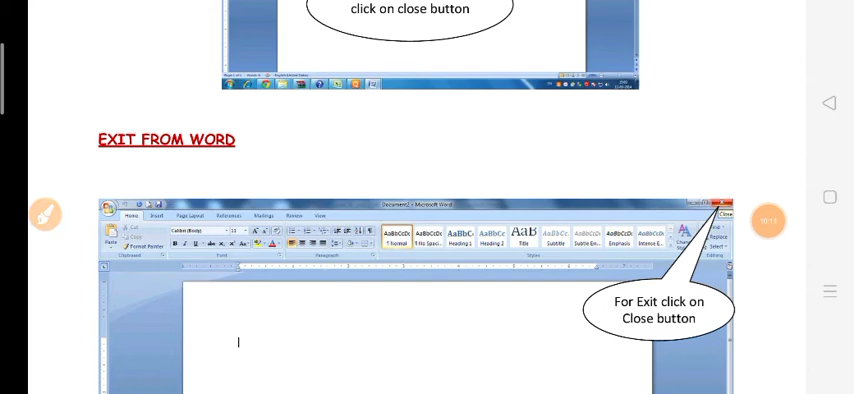 click on close button
EXIT FROM WORD
Document2 - Microsoft Word
Close
Home Insert Page Layout References Mailings Review View
Cut
Copy
Paste Format Painter
Calibri (Body) 11
AaBbCcDc AaBbCcDc AaBbCc AaBbCc AaB AaBbCc. AaBbCcDc AaBbCcDc AaBbCcDc
¶ Normal ¶ No Spaci... Heading 1 Heading 2 Title Subtitle Subtle Em... Emphasis Intense E...
Replace
Select
Clipboard Font Paragraph Styles Editing
For Exit click on
Close button